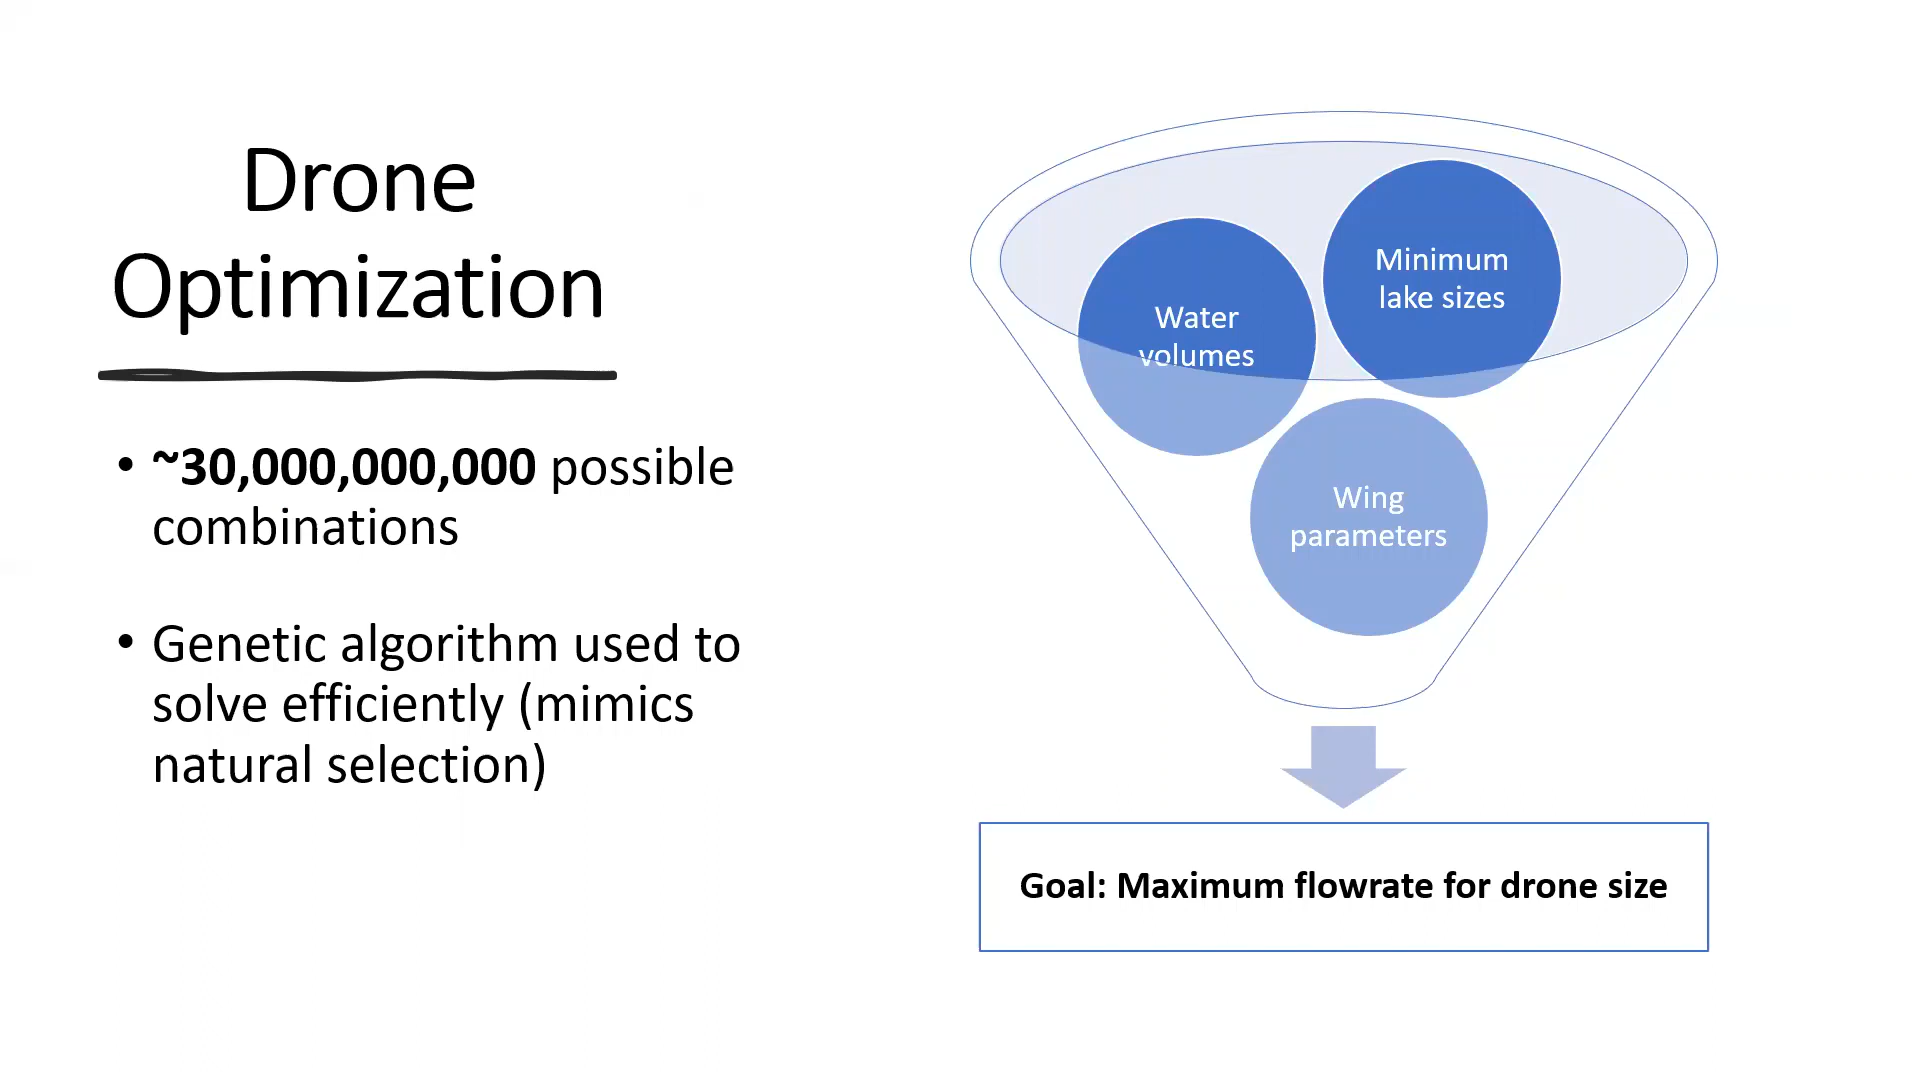 Drone
Optimization
• ~30,000,000,000 possible
combinations
• Genetic algorithm used to
solve efficiently (mimics
natural selection)
Minimum
lake sizes
Water
volumes
Wing
parameters
Goal: Maximum flowrate for drone size